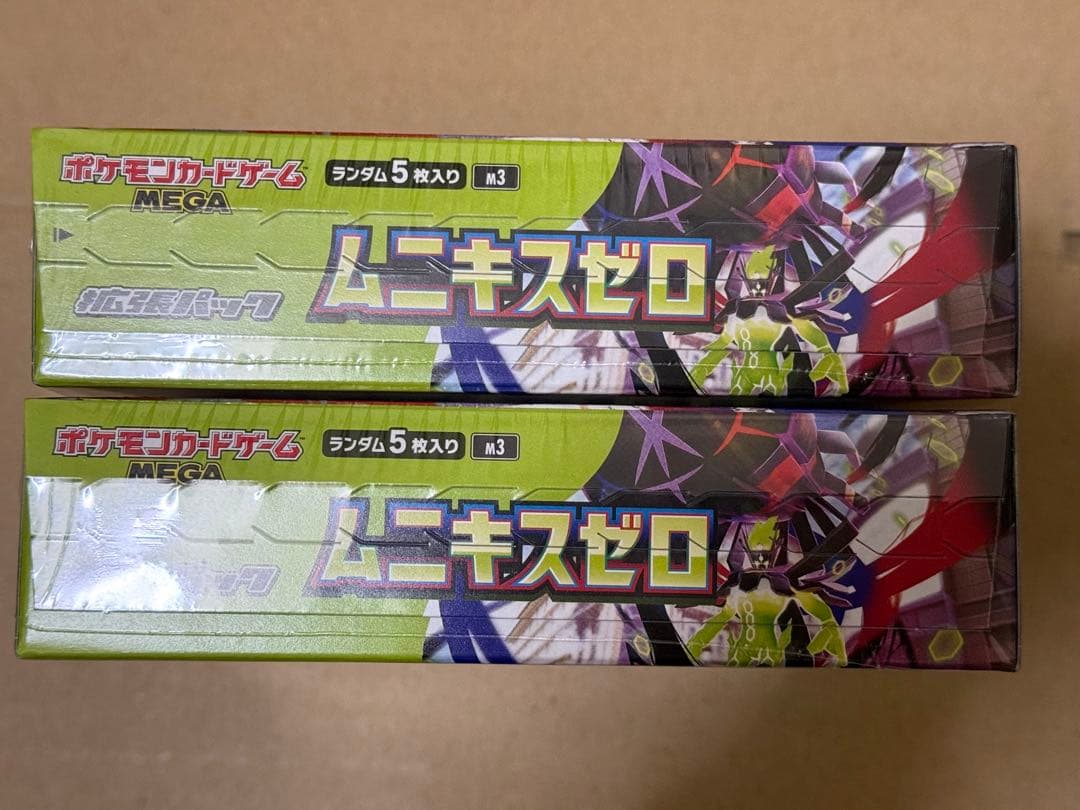 ポケモンカードゲーム
MEGA
ランダム5枚入り
M3
拡張パック
ムニキスゼロ
ポケモンカードゲーム
MEGA
ランダム5枚入り
M3
ック
ムニキスゼロ